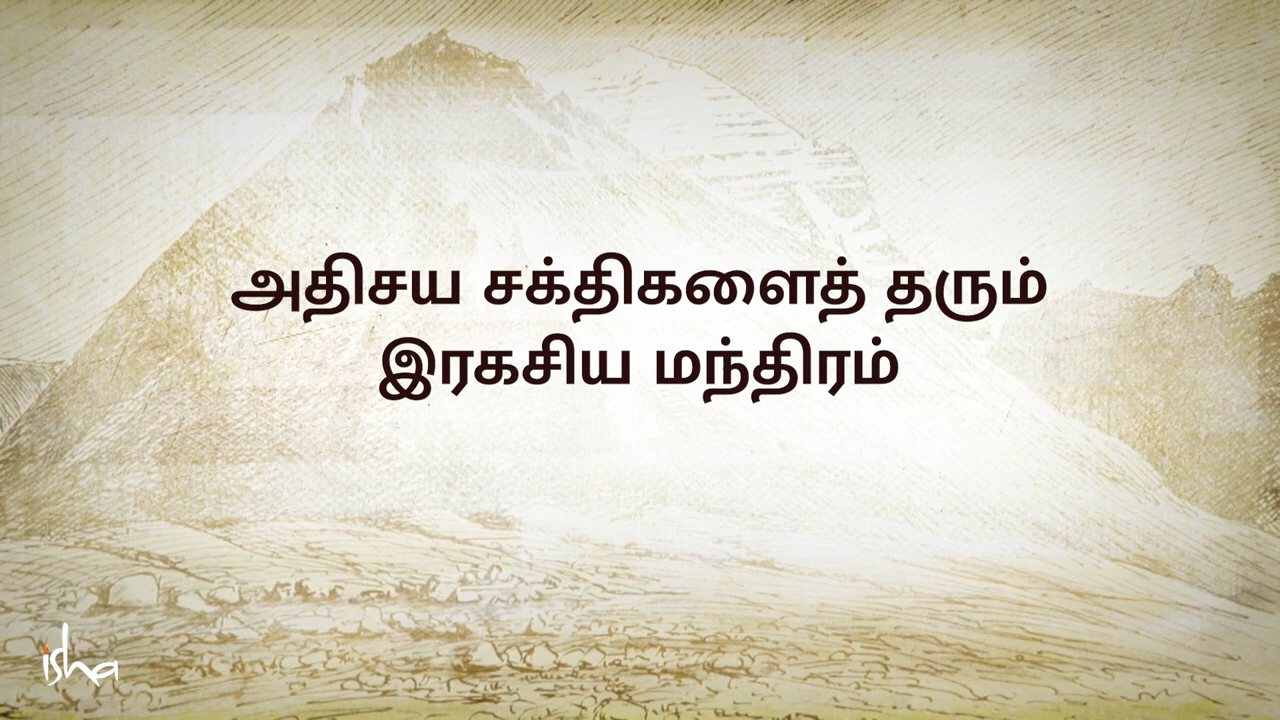 அதிசய சக்திகளைத் தரும்
இரகசிய மந்திரம்
isha